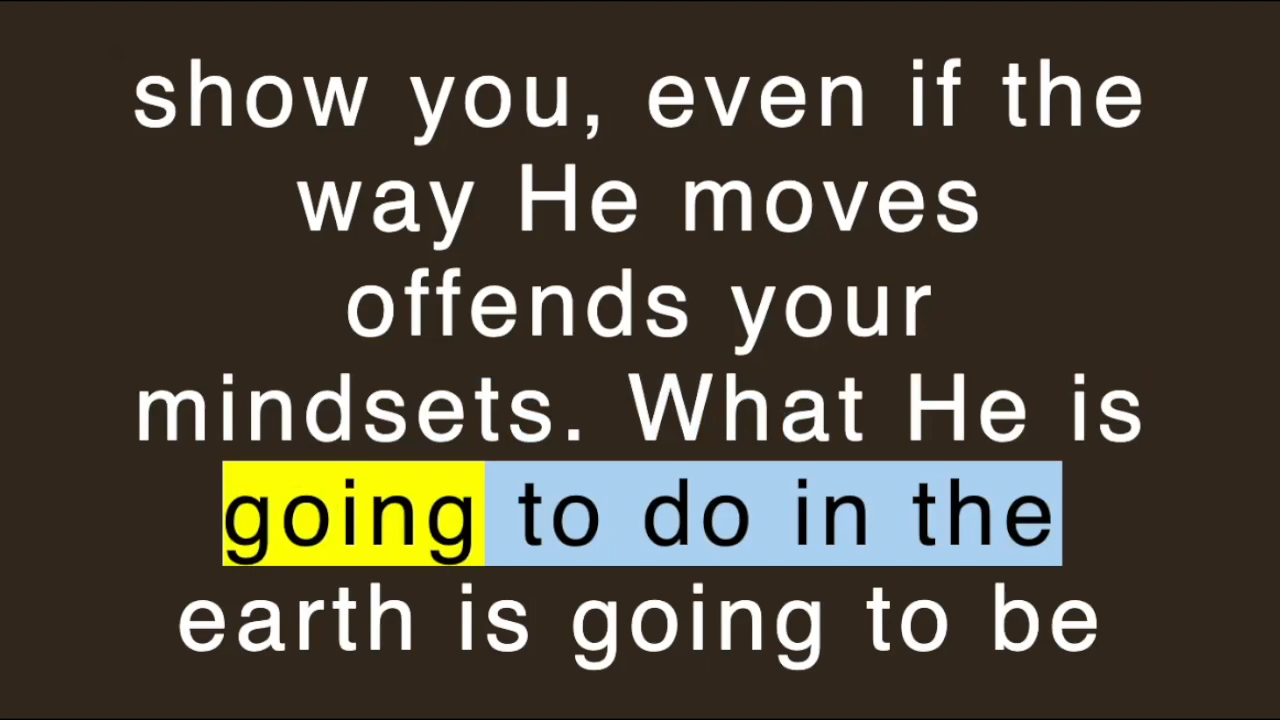 show you, even if the
way He moves
offends your
mindsets. What He is
going to do in the
earth is going to be